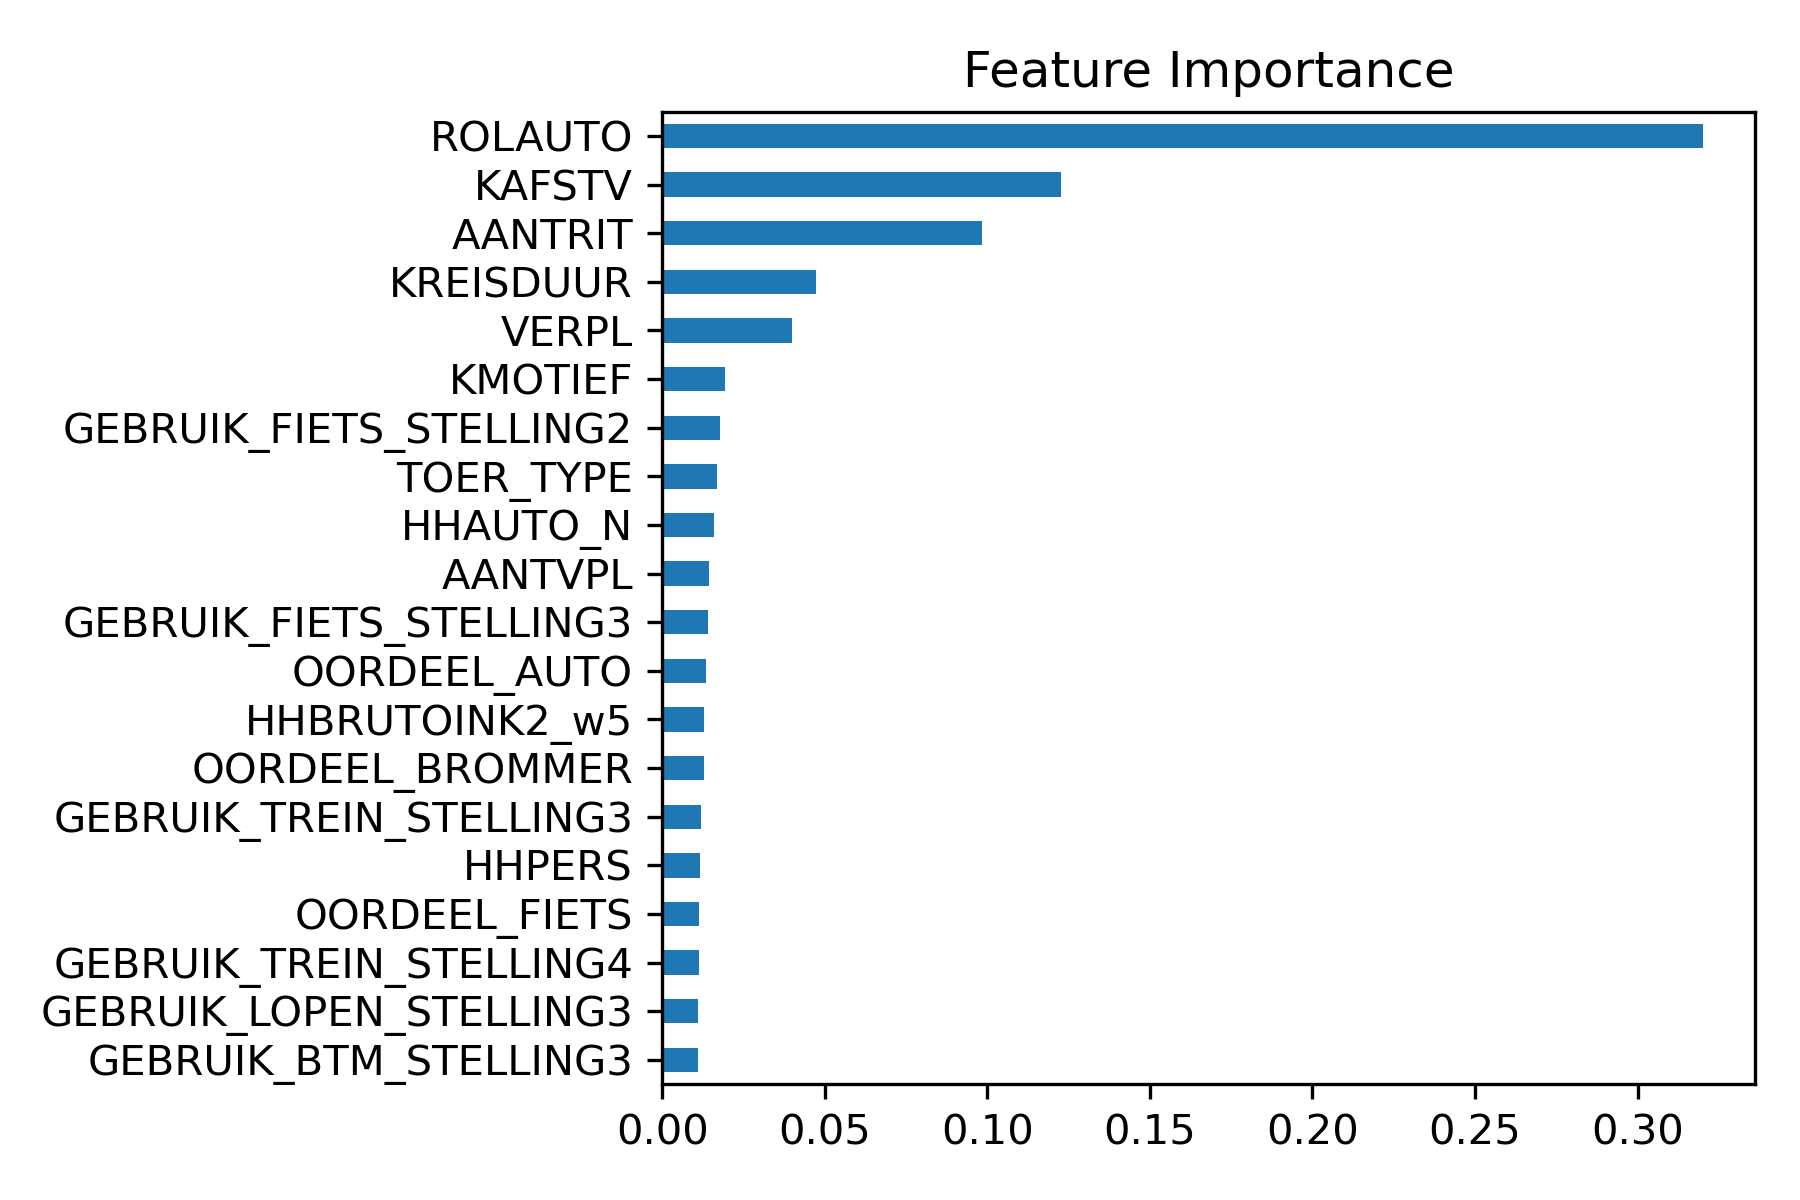 Feature Importance
ROLAUTO
KAFSTV
AANTRIT
KREISDUUR
VERPL
KMOTIEF
GEBRUIK_FIETS_STELLING2
TOER_TYPE
HHAUTO_N
AANTVPL
GEBRUIK_FIETS_STELLING3
OORDEEL_AUTO
HHBRUTOINK2_w5
OORDEEL_BROMMER
GEBRUIK_TREIN_STELLING3
HHPERS
OORDEEL_FIETS
GEBRUIK_TREIN_STELLING4
GEBRUIK_LOPEN_STELLING3
GEBRUIK_BTM_STELLING3
0.00 0.05 0.10 0.15 0.20 0.25 0.30